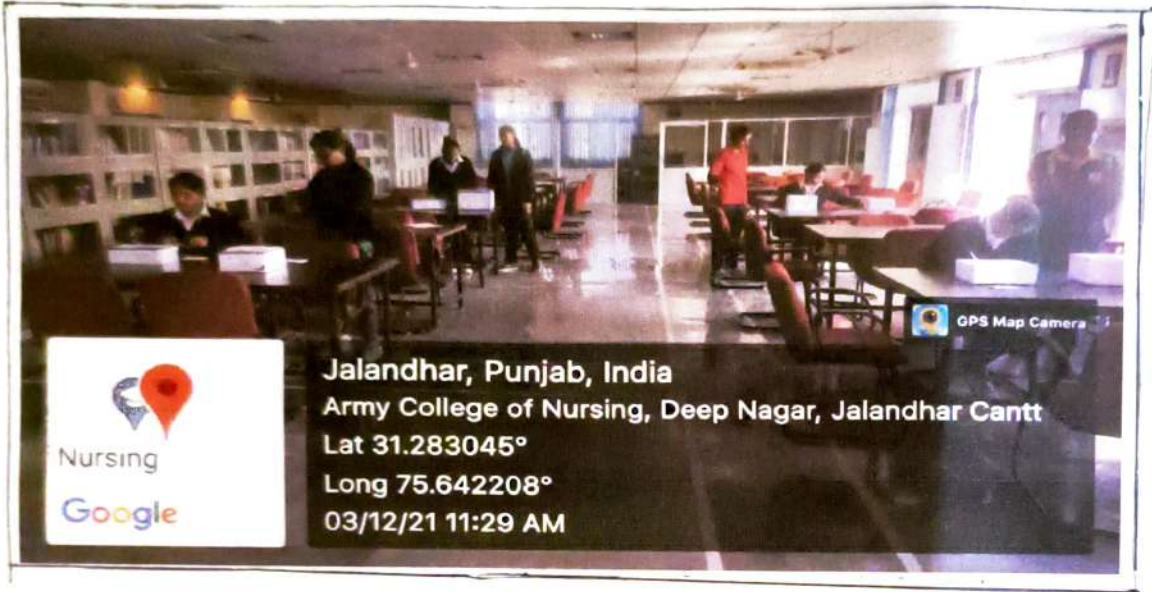 GPS Map Camera
Jalandhar, Punjab, India
Army College of Nursing, Deep Nagar, Jalandhar Cantt
Lat 31.283045°
Long 75.642208°
03/12/21 11:29 AM
Nursing
Google